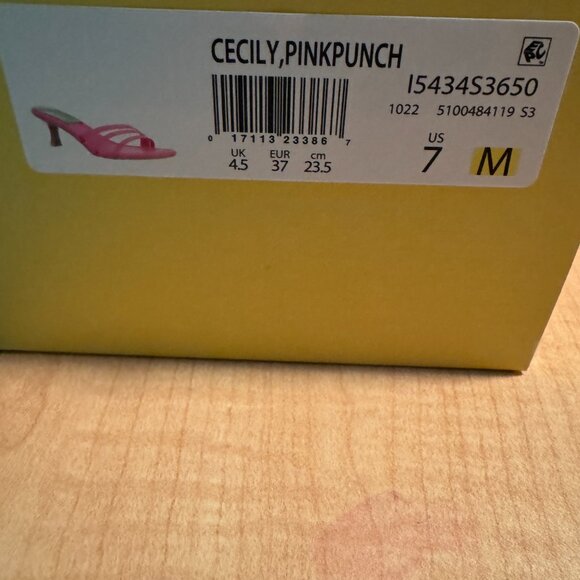 CECILY,PINKPUNCH
I5434S3650
1022 5100484119 S3
0 17113 23386 7
UK EUR cm
4.5 37 23.5
US
7 M